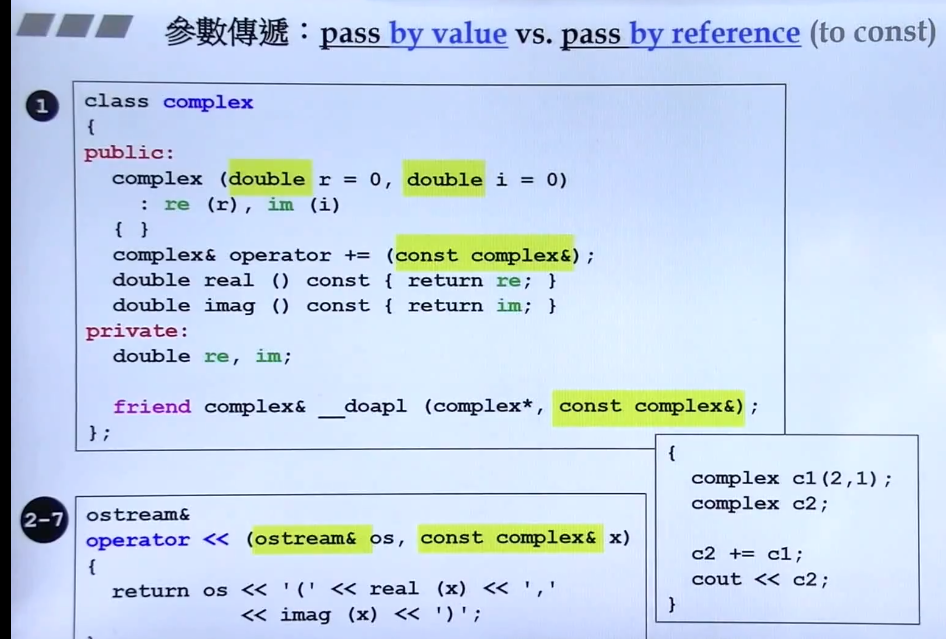 參數傳遞：pass by value vs. pass by reference (to const)
1
class complex
{
public:
complex (double r = 0, double i = 0)
: re (r), im (i)
{ }
complex& operator += (const complex&);
double real () const { return re; }
double imag () const { return im; }
private:
double re, im;
friend complex& __doapl (complex*, const complex&);
};
{
complex c1(2,1);
complex c2;
c2 += c1;
cout << c2;
}
2-7
ostream&
operator << (ostream& os, const complex& x)
{
return os << '(' << real (x) << ','
<< imag (x) << ')';